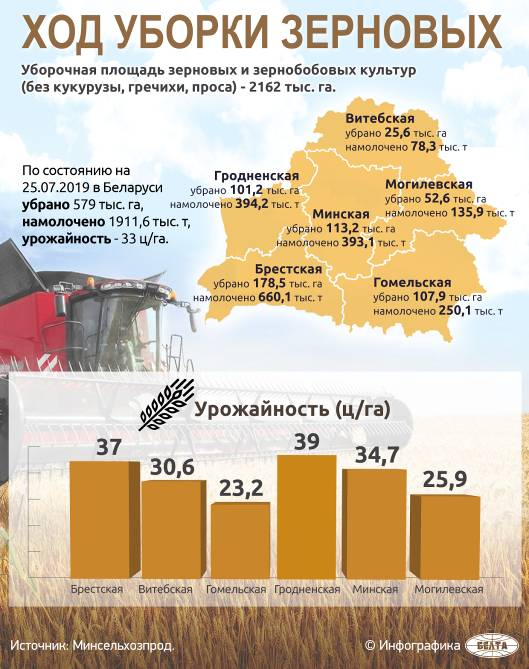 ХОД УБОРКИ ЗЕРНОВЫХ
Уборочная площадь зерновых и зернобобовых культур
(без кукурузы, гречихи, проса) - 2162 тыс. га.
По состоянию на
25.07.2019 в Беларуси
убрано 579 тыс. га,
намолочено 1911,6 тыс. т,
урожайность - 33 ц/га.
Витебская
убрано 25,6 тыс. га
намолочено 78,3 тыс. т
Гродненская
убрано 101,2 тыс. га
намолочено 394,2 тыс. т
Могилевская
убрано 52,6 тыс. га
намолочено 135,9 тыс. т
Минская
убрано 113,2 тыс. га
намолочено 393,1 тыс. т
Брестская
убрано 178,5 тыс. га
намолочено 660,1 тыс. т
Гомельская
убрано 107,9 тыс. га
намолочено 250,1 тыс. т
Урожайность (ц/га)
37
30,6
23,2
39
34,7
25,9
Брестская
Витебская
Гомельская
Гродненская
Минская
Могилевская
Источник: Минсельхозпрод.
© Инфографика
БЕЛТА